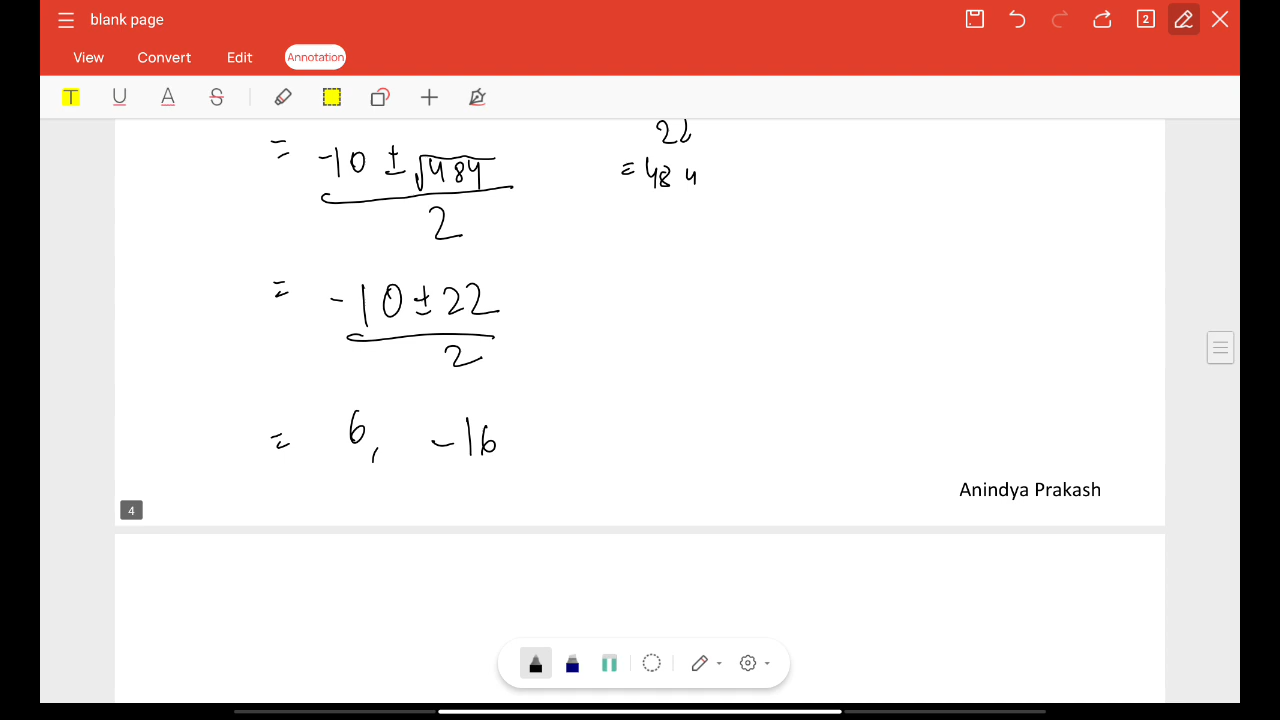 blank page
2
View Convert Edit Annotation
T U A S
22
= -10 ± √484 / 2
= 484
= -10 ± 22 / 2
= 6, -16
Anindya Prakash
4